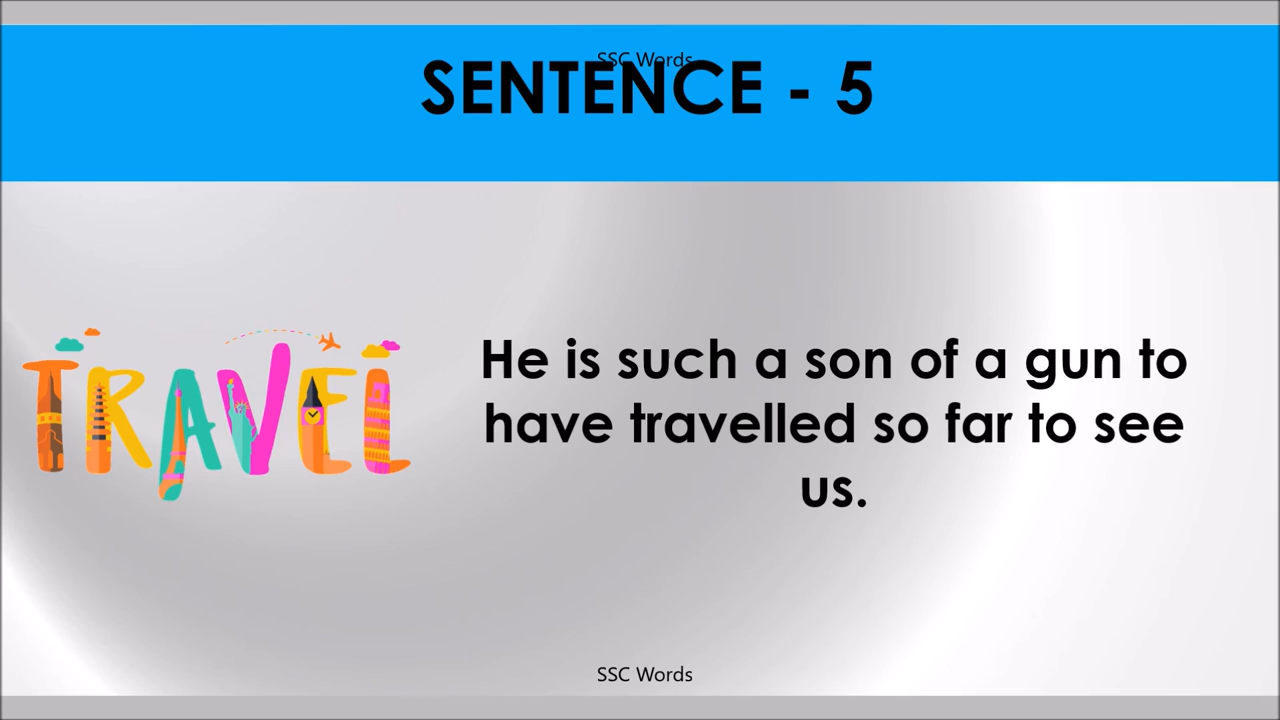 SSC Words
SENTENCE - 5
TRAVEL
He is such a son of a gun to
have travelled so far to see
us.
SSC Words